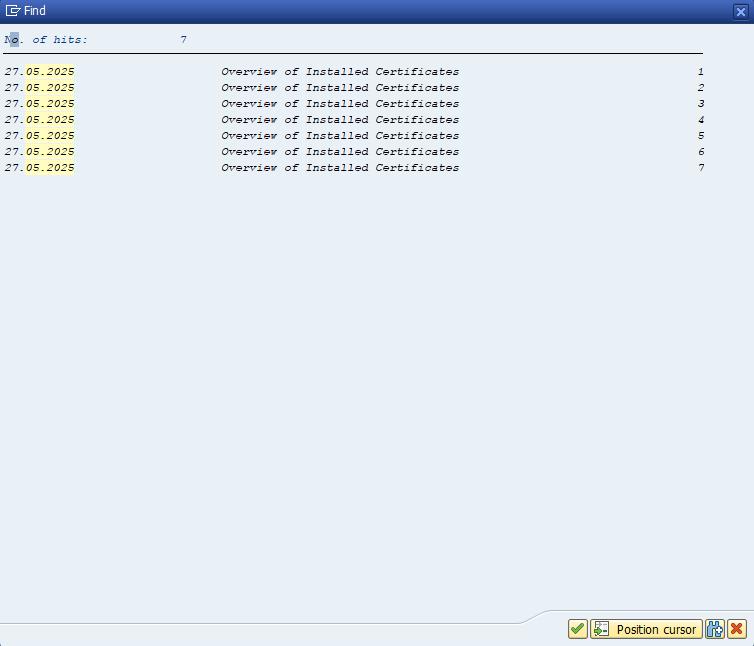 Find
No. of hits: 7
27.05.2025 Overview of Installed Certificates 1
27.05.2025 Overview of Installed Certificates 2
27.05.2025 Overview of Installed Certificates 3
27.05.2025 Overview of Installed Certificates 4
27.05.2025 Overview of Installed Certificates 5
27.05.2025 Overview of Installed Certificates 6
27.05.2025 Overview of Installed Certificates 7
Position cursor